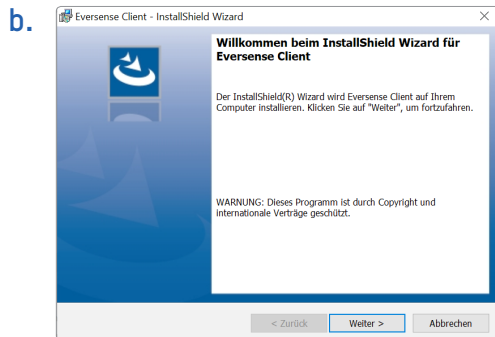 b.
Eversense Client - InstallShield Wizard
Willkommen beim InstallShield Wizard für
Eversense Client
Der InstallShield(R) Wizard wird Eversense Client auf Ihrem
Computer installieren. Klicken Sie auf "Weiter", um fortzufahren.
WARNUNG: Dieses Programm ist durch Copyright und
internationale Verträge geschützt.
< Zurück Weiter > Abbrechen